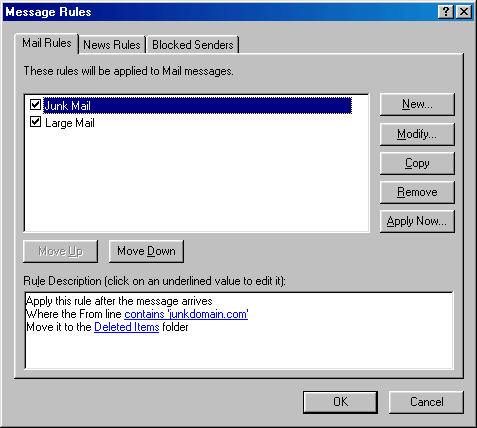 Message Rules
Mail Rules News Rules Blocked Senders
These rules will be applied to Mail messages.
Junk Mail
Large Mail
New...
Modify...
Copy
Remove
Apply Now...
Move Up Move Down
Rule Description (click on an underlined value to edit it):
Apply this rule after the message arrives
Where the From line contains 'junkdomain.com'
Move it to the Deleted Items folder
OK Cancel